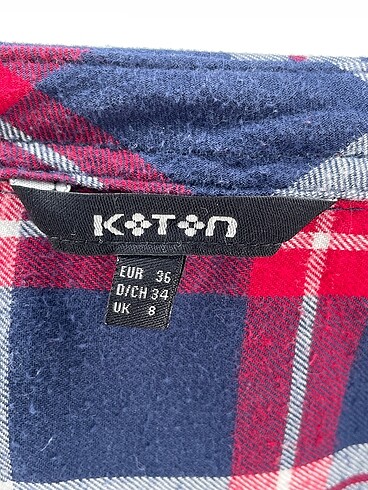 KOTON
EUR 36
D/CH 34
UK 8